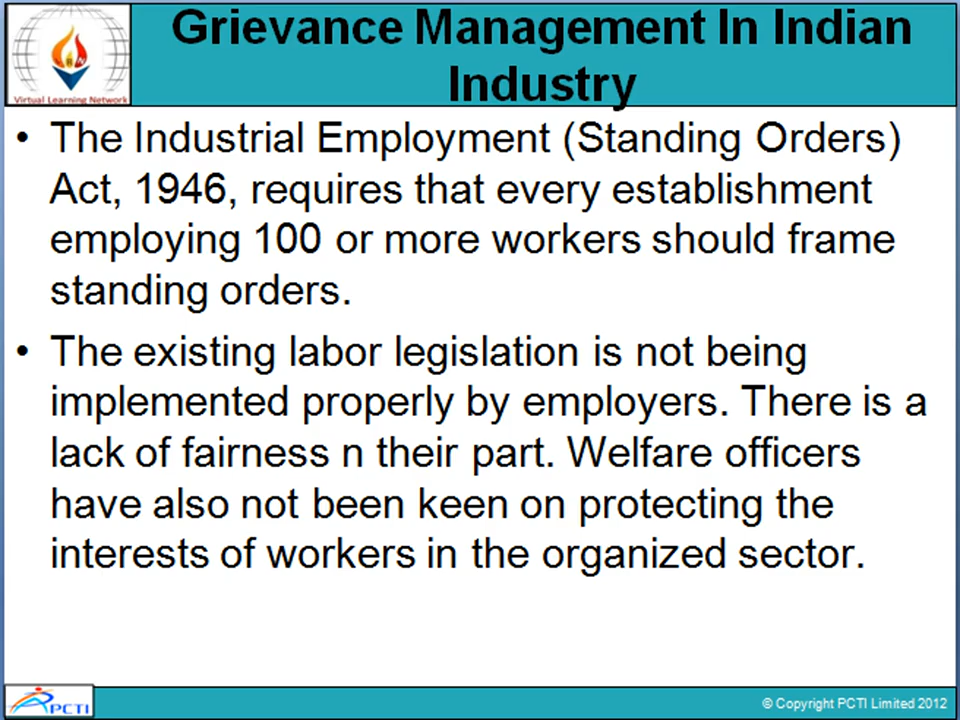 Grievance Management In Indian
Industry
Virtual Learning Network
• The Industrial Employment (Standing Orders)
Act, 1946, requires that every establishment
employing 100 or more workers should frame
standing orders.
• The existing labor legislation is not being
implemented properly by employers. There is a
lack of fairness n their part. Welfare officers
have also not been keen on protecting the
interests of workers in the organized sector.
PCTI
© Copyright PCTI Limited 2012